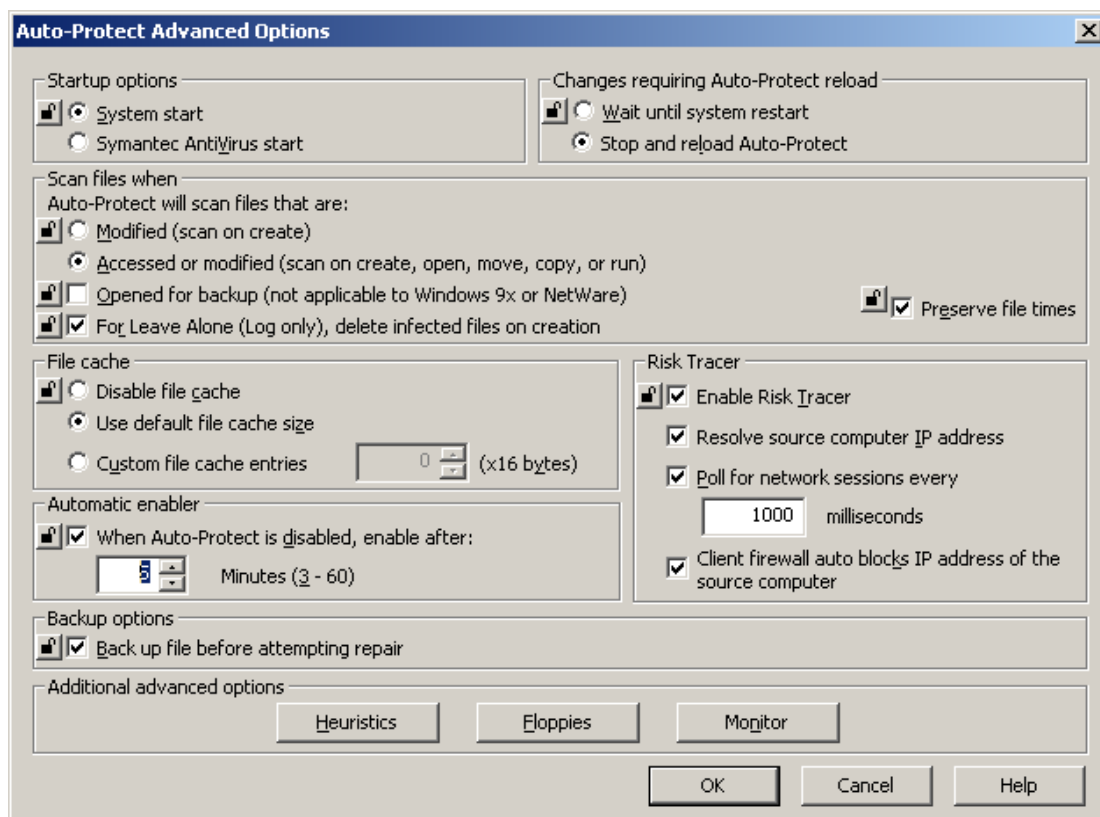 Auto-Protect Advanced Options
Startup options
System start
Symantec AntiVirus start
Changes requiring Auto-Protect reload
Wait until system restart
Stop and reload Auto-Protect
Scan files when
Auto-Protect will scan files that are:
Modified (scan on create)
Accessed or modified (scan on create, open, move, copy, or run)
Opened for backup (not applicable to Windows 9x or NetWare)
For Leave Alone (Log only), delete infected files on creation
Preserve file times
File cache
Disable file cache
Use default file cache size
Custom file cache entries 0 (x16 bytes)
Automatic enabler
When Auto-Protect is disabled, enable after:
5 Minutes (3 - 60)
Risk Tracer
Enable Risk Tracer
Resolve source computer IP address
Poll for network sessions every
1000 milliseconds
Client firewall auto blocks IP address of the
source computer
Backup options
Back up file before attempting repair
Additional advanced options
Heuristics Floppies Monitor
OK Cancel Help